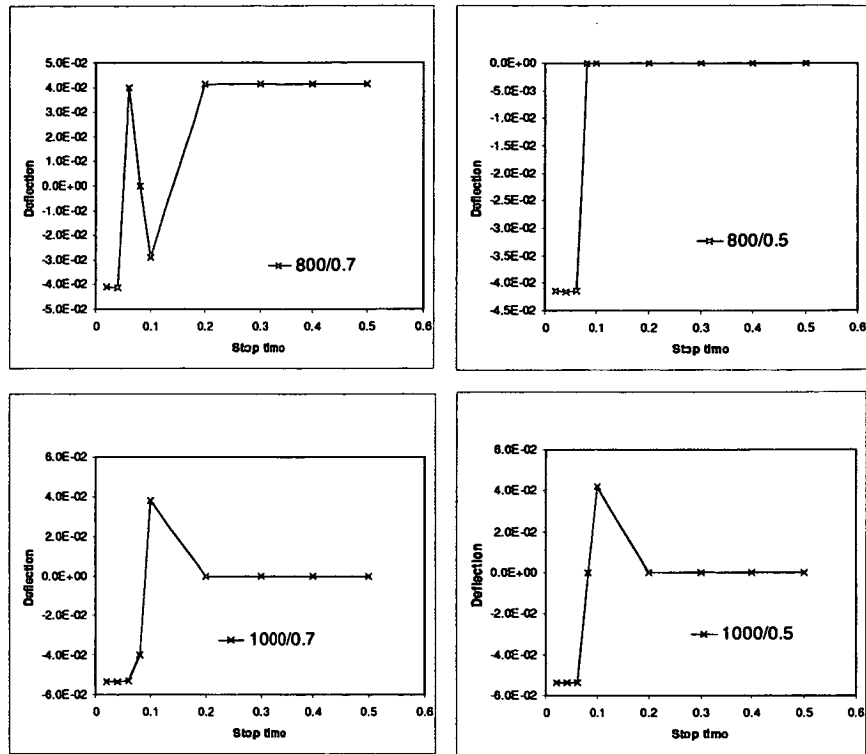 5.0E-02
4.0E-02
3.0E-02
2.0E-02
1.0E-02
0.0E+00
-1.0E-02
-2.0E-02
-3.0E-02
-4.0E-02
-5.0E-02
Deflection
800/0.7
0 0.1 0.2 0.3 0.4 0.5 0.6
Stop time
0.0E+00
-5.0E-03
-1.0E-02
-1.5E-02
-2.0E-02
-2.5E-02
-3.0E-02
-3.5E-02
-4.0E-02
-4.5E-02
Deflection
800/0.5
0 0.1 0.2 0.3 0.4 0.5 0.6
Stop time
6.0E-02
4.0E-02
2.0E-02
0.0E+00
-2.0E-02
-4.0E-02
-6.0E-02
Deflection
1000/0.7
0 0.1 0.2 0.3 0.4 0.5 0.6
Stop time
6.0E-02
4.0E-02
2.0E-02
0.0E+00
-2.0E-02
-4.0E-02
-6.0E-02
Deflection
1000/0.5
0 0.1 0.2 0.3 0.4 0.5 0.6
Stop time